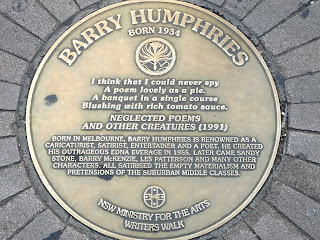 BARRY HUMPHRIES
BORN 1934
I think that I could never spy
A poem lovely as a pie.
A banquet in a single course
Blushing with rich tomato sauce.
NEGLECTED POEMS
AND OTHER CREATURES (1991)
BORN IN MELBOURNE, BARRY HUMPHRIES IS RENOWNED AS A
CARICATURIST, SATIRIST, ENTERTAINER AND A POET. HE CREATED
HIS OUTRAGEOUS EDNA EVERAGE IN 1955. LATER CAME SANDY
STONE, BARRY McKENZIE, LES PATTERSON AND MANY OTHER
CHARACTERS. ALL SATIRISED THE EMPTY MATERIALISM AND
PRETENSIONS OF THE SUBURBAN MIDDLE CLASSES.
NSW MINISTRY FOR THE ARTS
WRITERS WALK